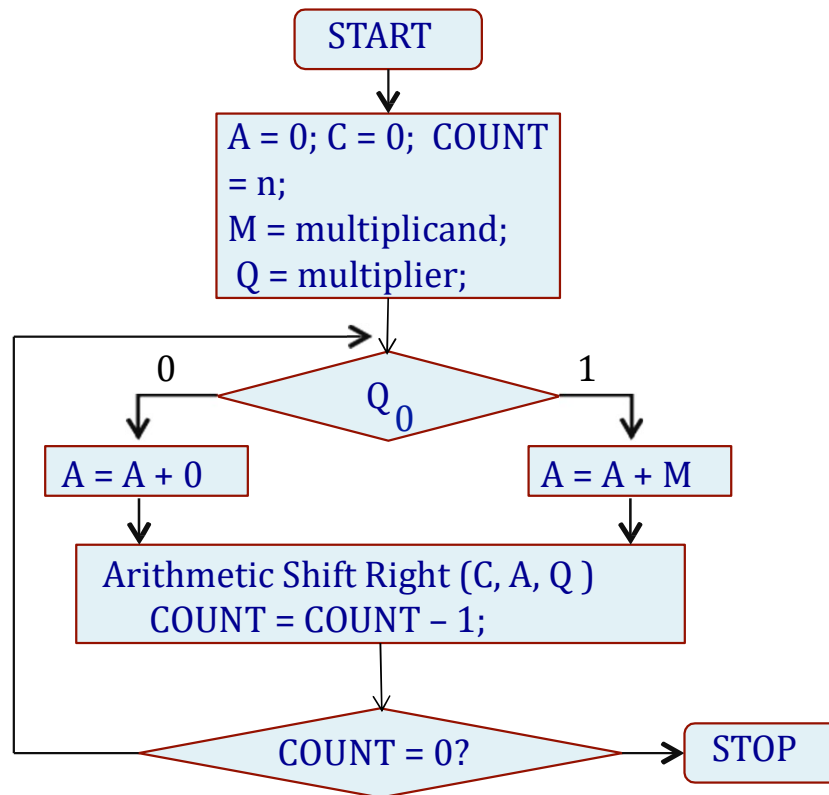 START
A = 0; C = 0; COUNT
= n;
M = multiplicand;
Q = multiplier;
0
1
Q0
A = A + 0
A = A + M
Arithmetic Shift Right (C, A, Q )
COUNT = COUNT – 1;
COUNT = 0?
STOP